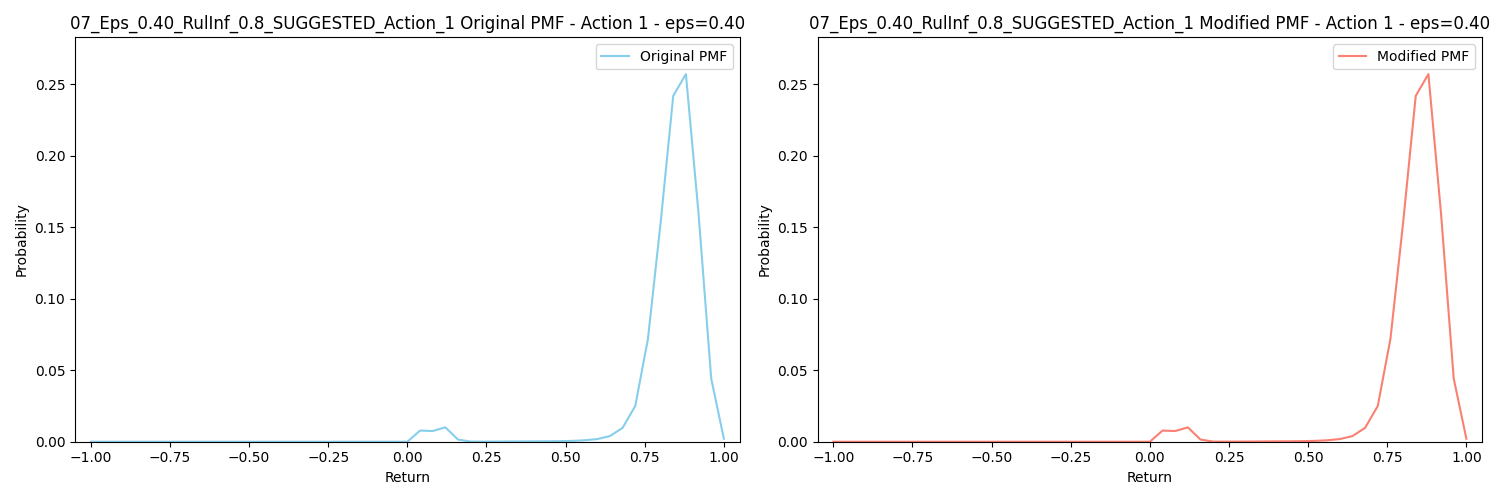 07_Eps_0.40_RulInf_0.8_SUGGESTED_Action_1 Original PMF - Action 1 - eps=0.40
Original PMF
0.25
0.20
0.15
0.10
0.05
0.00
Probability
−1.00 −0.75 −0.50 −0.25 0.00 0.25 0.50 0.75 1.00
Return
07_Eps_0.40_RulInf_0.8_SUGGESTED_Action_1 Modified PMF - Action 1 - eps=0.40
Modified PMF
0.25
0.20
0.15
0.10
0.05
0.00
Probability
−1.00 −0.75 −0.50 −0.25 0.00 0.25 0.50 0.75 1.00
Return